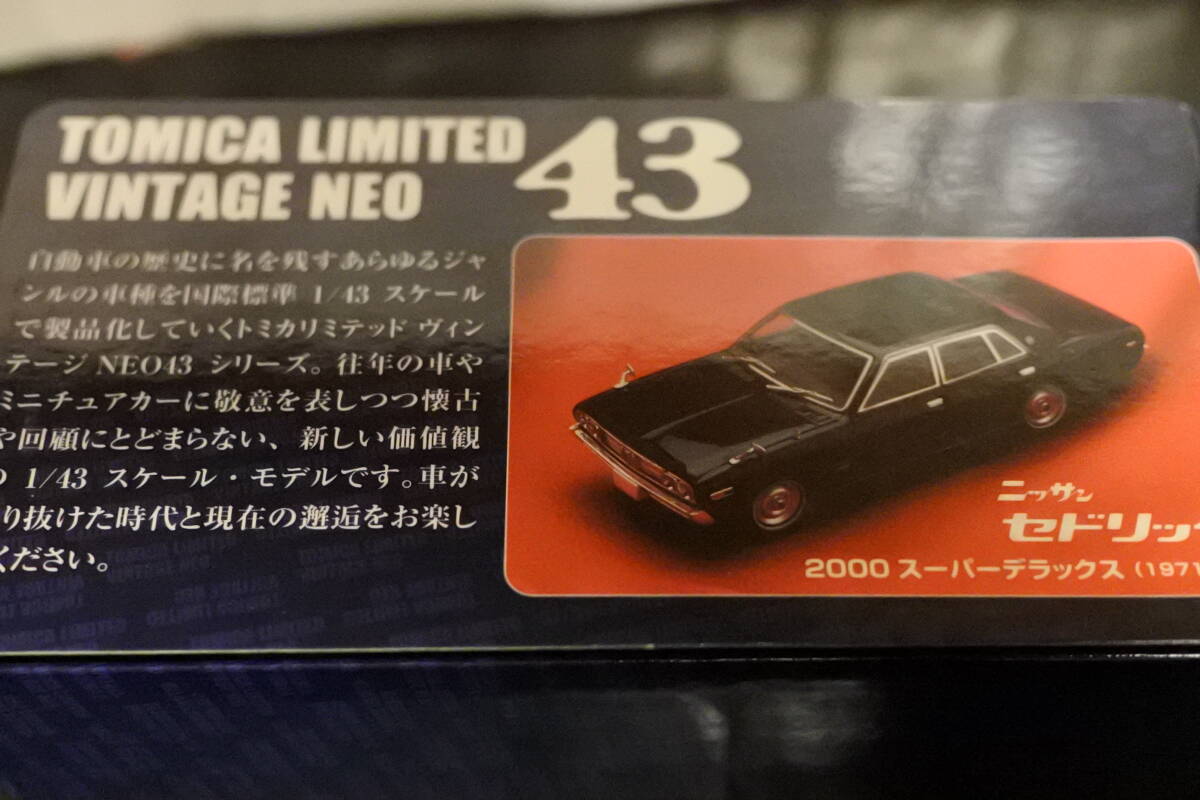 TOMICA LIMITED
VINTAGE NEO 43
自動車の歴史に名を残すあらゆるジャ
ンルの車種を国際標準 1/43 スケール
で製品化していくトミカリミテッド ヴィン
テージ NEO43 シリーズ。往年の車や
ミニチュアカーに敬意を表しつつ懐古
や回顧にとどまらない、新しい価値観
の 1/43 スケール・モデルです。車が
り抜けた時代と現在の邂逅をお楽し
ください。
ニッサン
セドリッ
2000 スーパーデラックス (1971